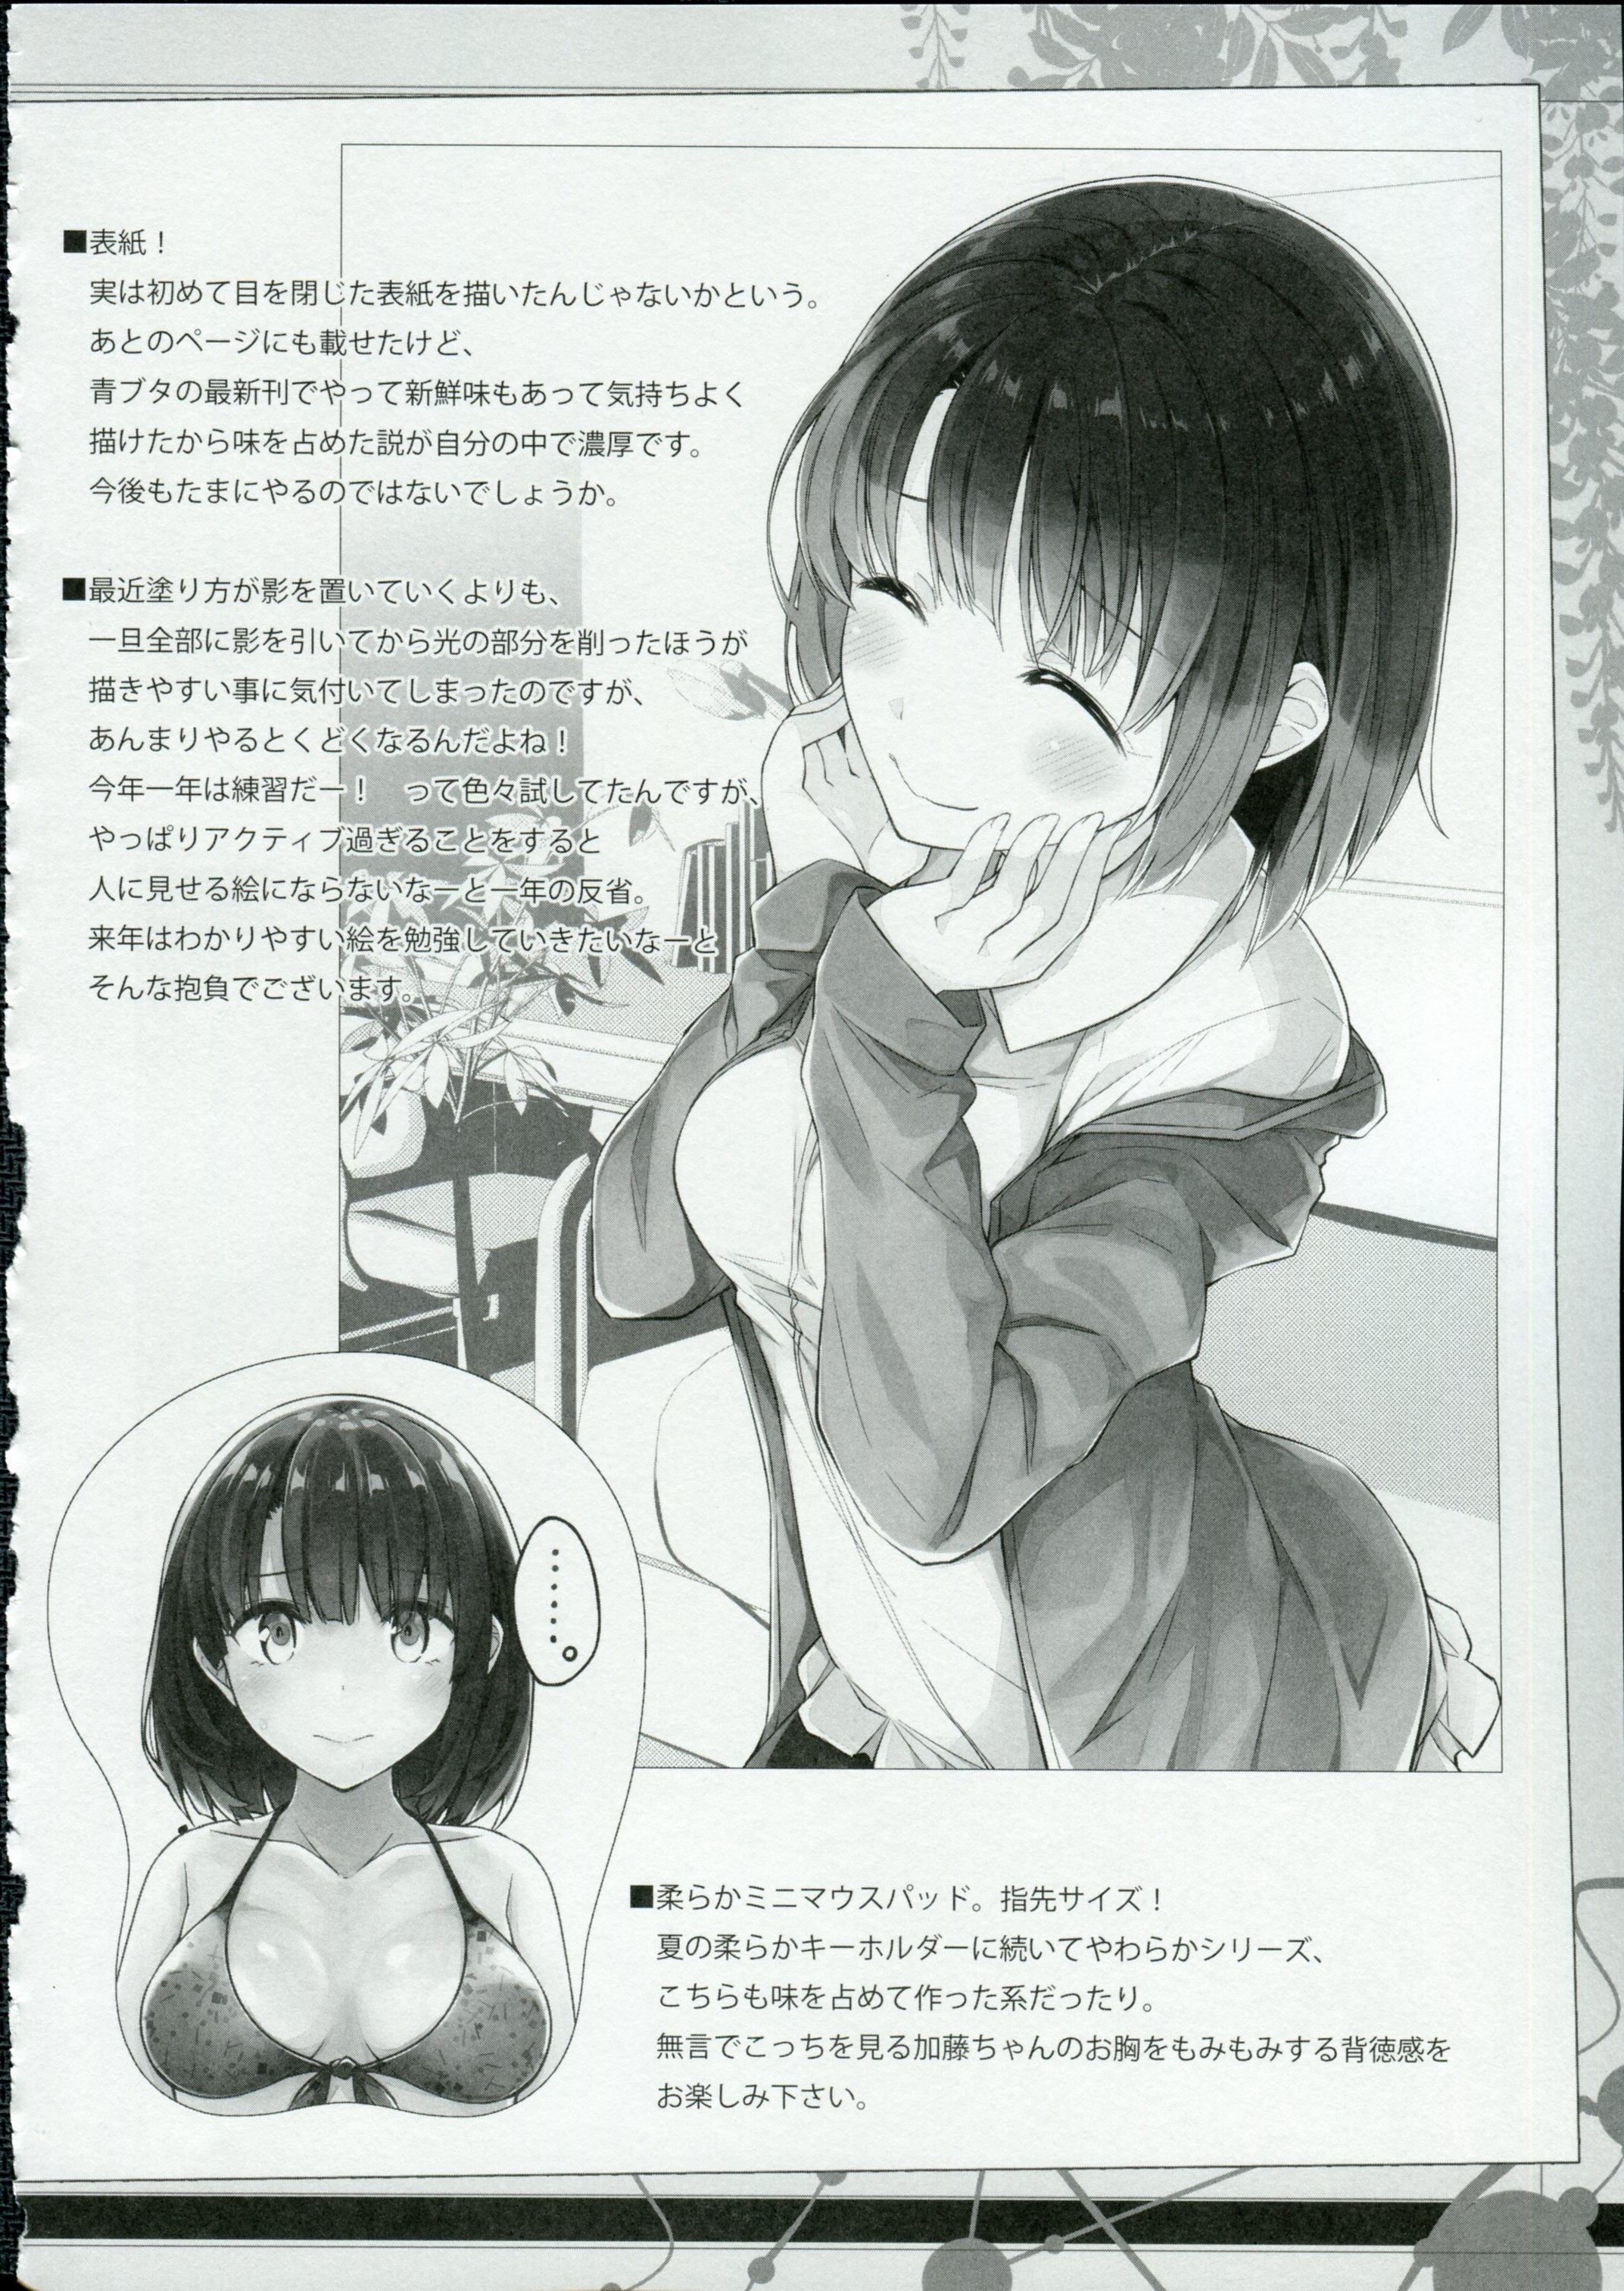 ■表紙！
実は初めて目を閉じた表紙を描いたんじゃないかという。
あとのページにも載せたけど、
青ブタの最新刊でやって新鮮味もあって気持ちよく
描けたから味を占めた説が自分の中で濃厚です。
今後もたまにやるのではないでしょうか。
■最近塗り方が影を置いていくよりも、
一旦全部に影を引いてから光の部分を削ったほうが
描きやすい事に気付いてしまったのですが、
あんまりやるとくどくなるんだよね！
今年一年は練習だー！　って色々試してたんですが、
やっぱりアクティブ過ぎることをすると
人に見せる絵にならないなーと一年の反省。
来年はわかりやすい絵を勉強していきたいなーと
そんな抱負でございます。
……。
■柔らかミニマウスパッド。指先サイズ！
夏の柔らかキーホルダーに続いてやわらかシリーズ、
こちらも味を占めて作った系だったり。
無言でこっちを見る加藤ちゃんのお胸をもみもみする背徳感を
お楽しみ下さい。